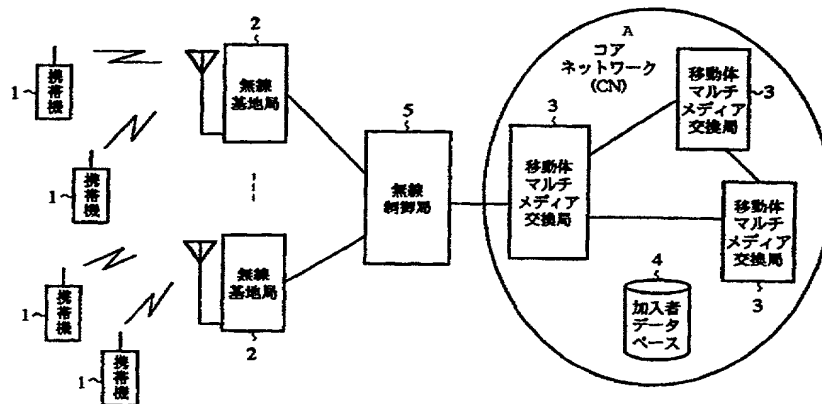 1
携帯機
1
携帯機
2
無線
基地局
無線
基地局
2
1
携帯機
1
携帯機
5
無線
制御局
A
コア
ネットワーク
(CN)
3
移動体
マルチ
メディア
交換局
移動体
マルチ
メディア
交換局
3
移動体
マルチ
メディア
交換局
3
4
加入者
データ
ベース